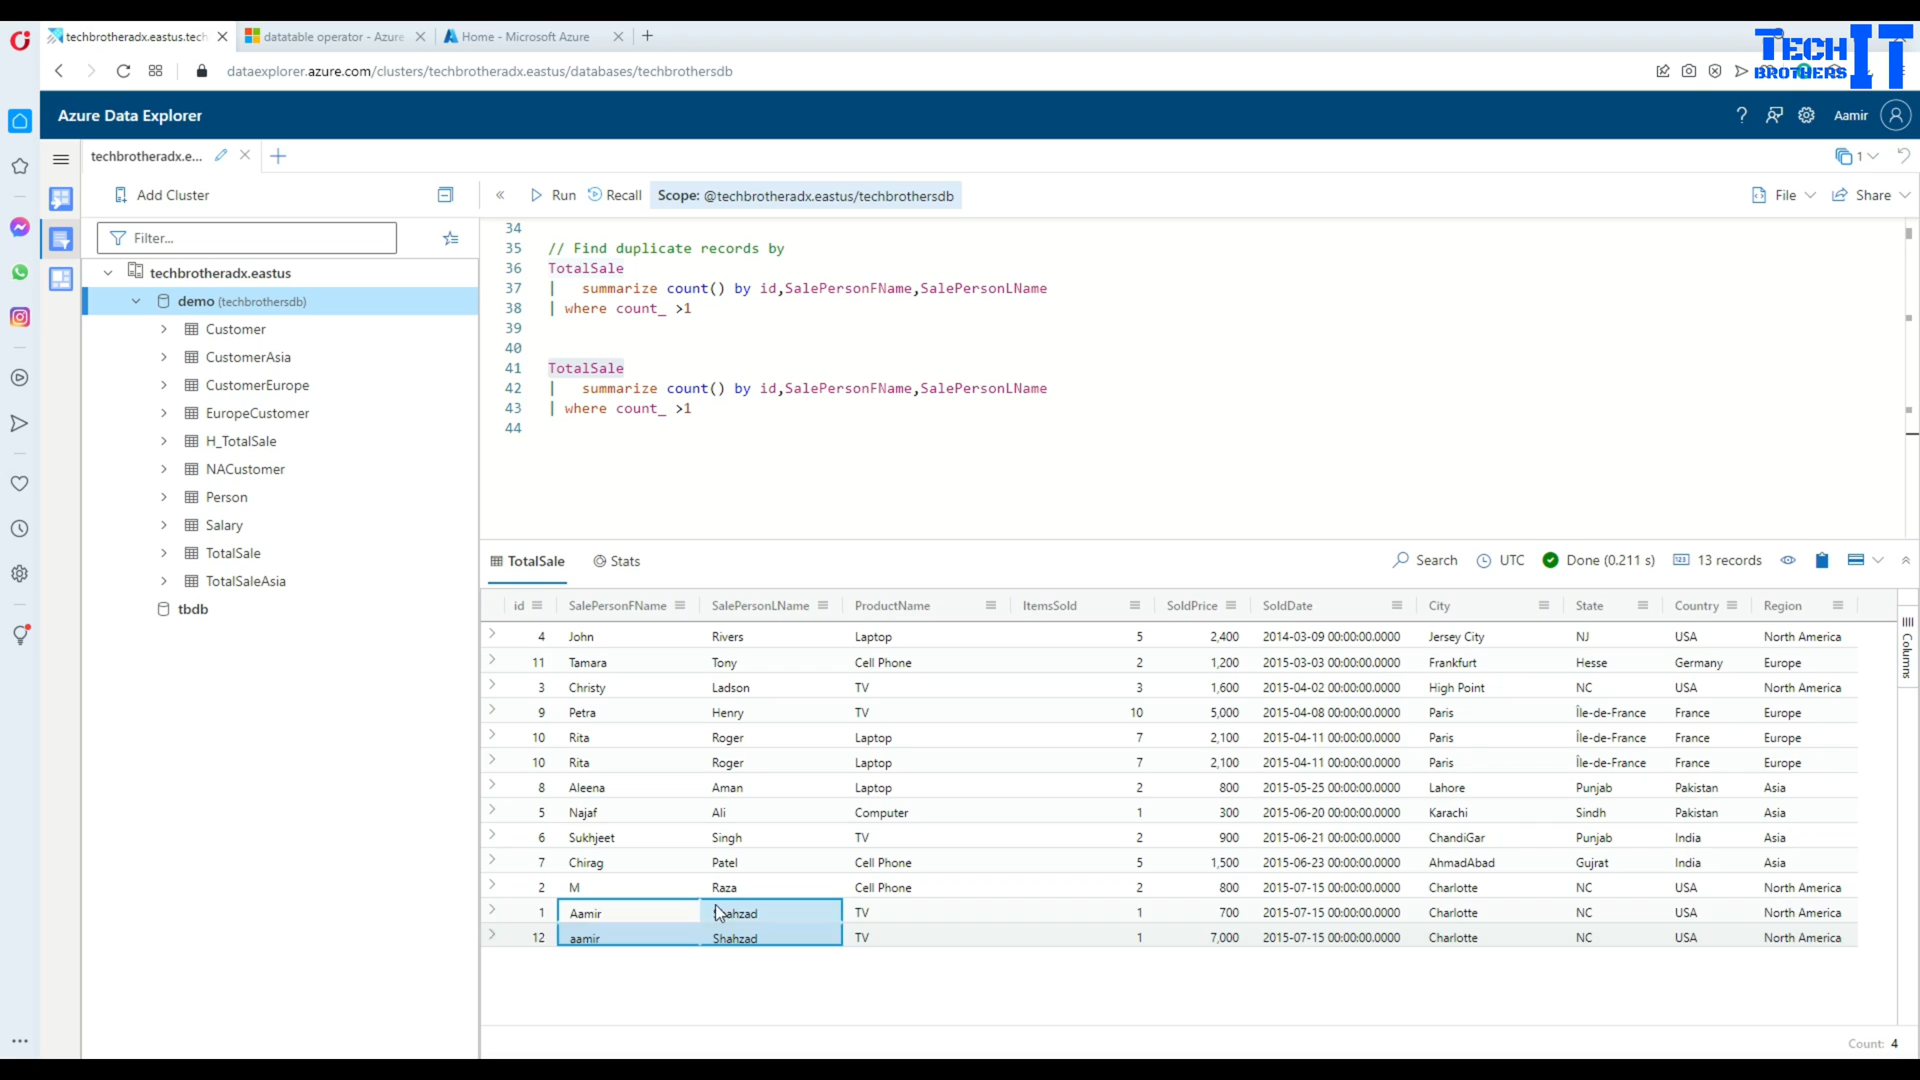 techbrotheradx.eastus.tech
datatable operator - Azure
Home - Microsoft Azure
TECH IT
BROTHERS
dataexplorer.azure.com/clusters/techbrotheradx.eastus/databases/techbrothersdb
Azure Data Explorer
? Aamir
techbrotheradx.e...
1
Add Cluster
Run
Recall
Scope: @techbrotheradx.eastus/techbrothersdb
File
Share
Filter...
techbrotheradx.eastus
demo (techbrothersdb)
Customer
CustomerAsia
CustomerEurope
EuropeCustomer
H_TotalSale
NACustomer
Person
Salary
TotalSale
TotalSaleAsia
tbdb
34
35 // Find duplicate records by
36 TotalSale
37 | summarize count() by id,SalePersonFName,SalePersonLName
38 | where count_ >1
39
40
41 TotalSale
42 | summarize count() by id,SalePersonFName,SalePersonLName
43 | where count_ >1
44
TotalSale
Stats
Search
UTC
Done (0.211 s)
13 records
id SalePersonFName SalePersonLName ProductName ItemsSold SoldPrice SoldDate City State Country Region
4 John Rivers Laptop 5 2,400 2014-03-09 00:00:00.0000 Jersey City NJ USA North America
11 Tamara Tony Cell Phone 2 1,200 2015-03-03 00:00:00.0000 Frankfurt Hesse Germany Europe
3 Christy Ladson TV 3 1,600 2015-04-02 00:00:00.0000 High Point NC USA North America
9 Petra Henry TV 10 5,000 2015-04-08 00:00:00.0000 Paris Île-de-France France Europe
10 Rita Roger Laptop 7 2,100 2015-04-11 00:00:00.0000 Paris Île-de-France France Europe
10 Rita Roger Laptop 7 2,100 2015-04-11 00:00:00.0000 Paris Île-de-France France Europe
8 Aleena Aman Laptop 2 800 2015-05-25 00:00:00.0000 Lahore Punjab Pakistan Asia
5 Najaf Ali Computer 1 300 2015-06-20 00:00:00.0000 Karachi Sindh Pakistan Asia
6 Sukhjeet Singh TV 2 900 2015-06-21 00:00:00.0000 ChandiGar Punjab India Asia
7 Chirag Patel Cell Phone 5 1,500 2015-06-23 00:00:00.0000 AhmadAbad Gujrat India Asia
2 M Raza Cell Phone 2 800 2015-07-15 00:00:00.0000 Charlotte NC USA North America
1 Aamir Shahzad TV 1 700 2015-07-15 00:00:00.0000 Charlotte NC USA North America
12 aamir Shahzad TV 1 7,000 2015-07-15 00:00:00.0000 Charlotte NC USA North America
Columns
Count: 4